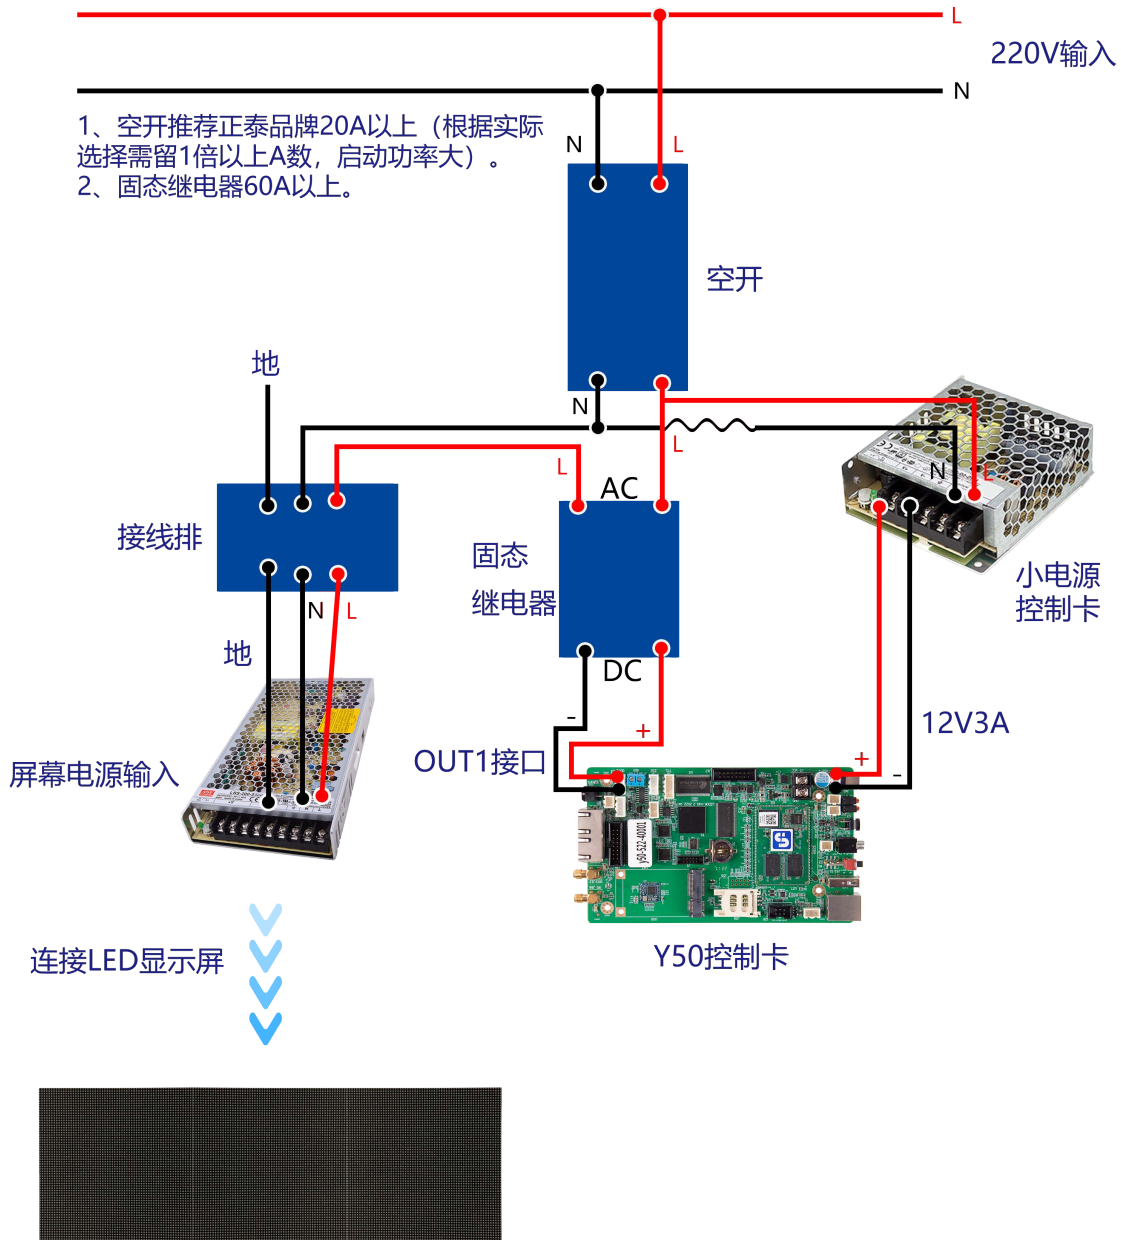 L
220V输入
N
1、空开推荐正泰品牌20A以上（根据实际
选择需留1倍以上A数，启动功率大）。
2、固态继电器60A以上。
N
L
空开
地
N
L
L
AC
N
L
接线排
固态
继电器
小电源
控制卡
N
L
地
DC
-
+
12V3A
OUT1接口
+
-
屏幕电源输入
y50-522-40001
Y50控制卡
连接LED显示屏